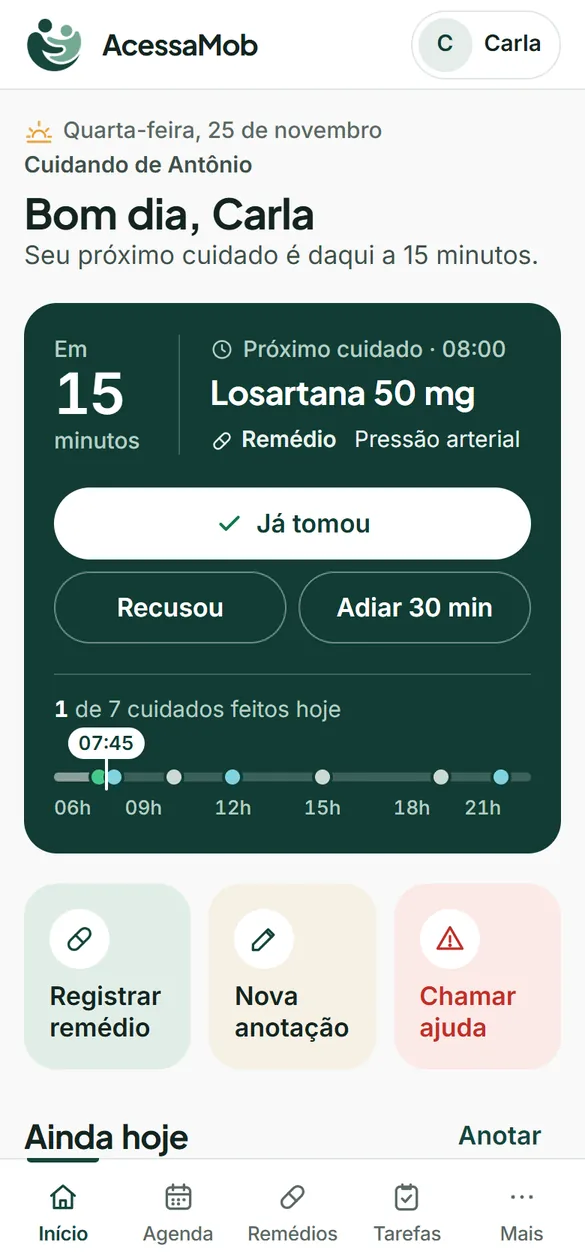 AcessaMob
C Carla
Quarta-feira, 25 de novembro
Cuidando de Antônio
Bom dia, Carla
Seu próximo cuidado é daqui a 15 minutos.
Em
15
minutos
Próximo cuidado · 08:00
Losartana 50 mg
Remédio Pressão arterial
Já tomou
Recusou
Adiar 30 min
1 de 7 cuidados feitos hoje
07:45
06h 09h 12h 15h 18h 21h
Registrar
remédio
Nova
anotação
Chamar
ajuda
Ainda hoje
Anotar
Início Agenda Remédios Tarefas Mais